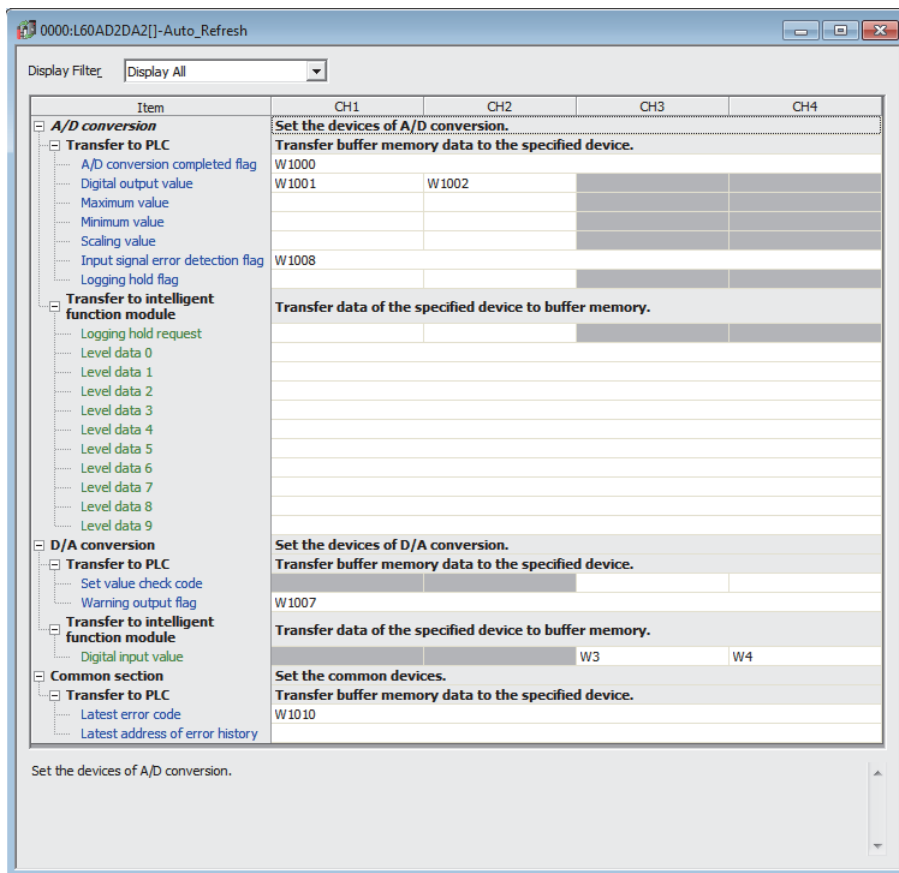 0000:L60AD2DA2[]-Auto_Refresh
Display Filter Display All
Item CH1 CH2 CH3 CH4
A/D conversion Set the devices of A/D conversion.
Transfer to PLC Transfer buffer memory data to the specified device.
A/D conversion completed flag W1000
Digital output value W1001 W1002
Maximum value
Minimum value
Scaling value
Input signal error detection flag W1008
Logging hold flag
Transfer to intelligent
function module Transfer data of the specified device to buffer memory.
Logging hold request
Level data 0
Level data 1
Level data 2
Level data 3
Level data 4
Level data 5
Level data 6
Level data 7
Level data 8
Level data 9
D/A conversion Set the devices of D/A conversion.
Transfer to PLC Transfer buffer memory data to the specified device.
Set value check code
Warning output flag W1007
Transfer to intelligent
function module Transfer data of the specified device to buffer memory.
Digital input value W3 W4
Common section Set the common devices.
Transfer to PLC Transfer buffer memory data to the specified device.
Latest error code W1010
Latest address of error history
Set the devices of A/D conversion.